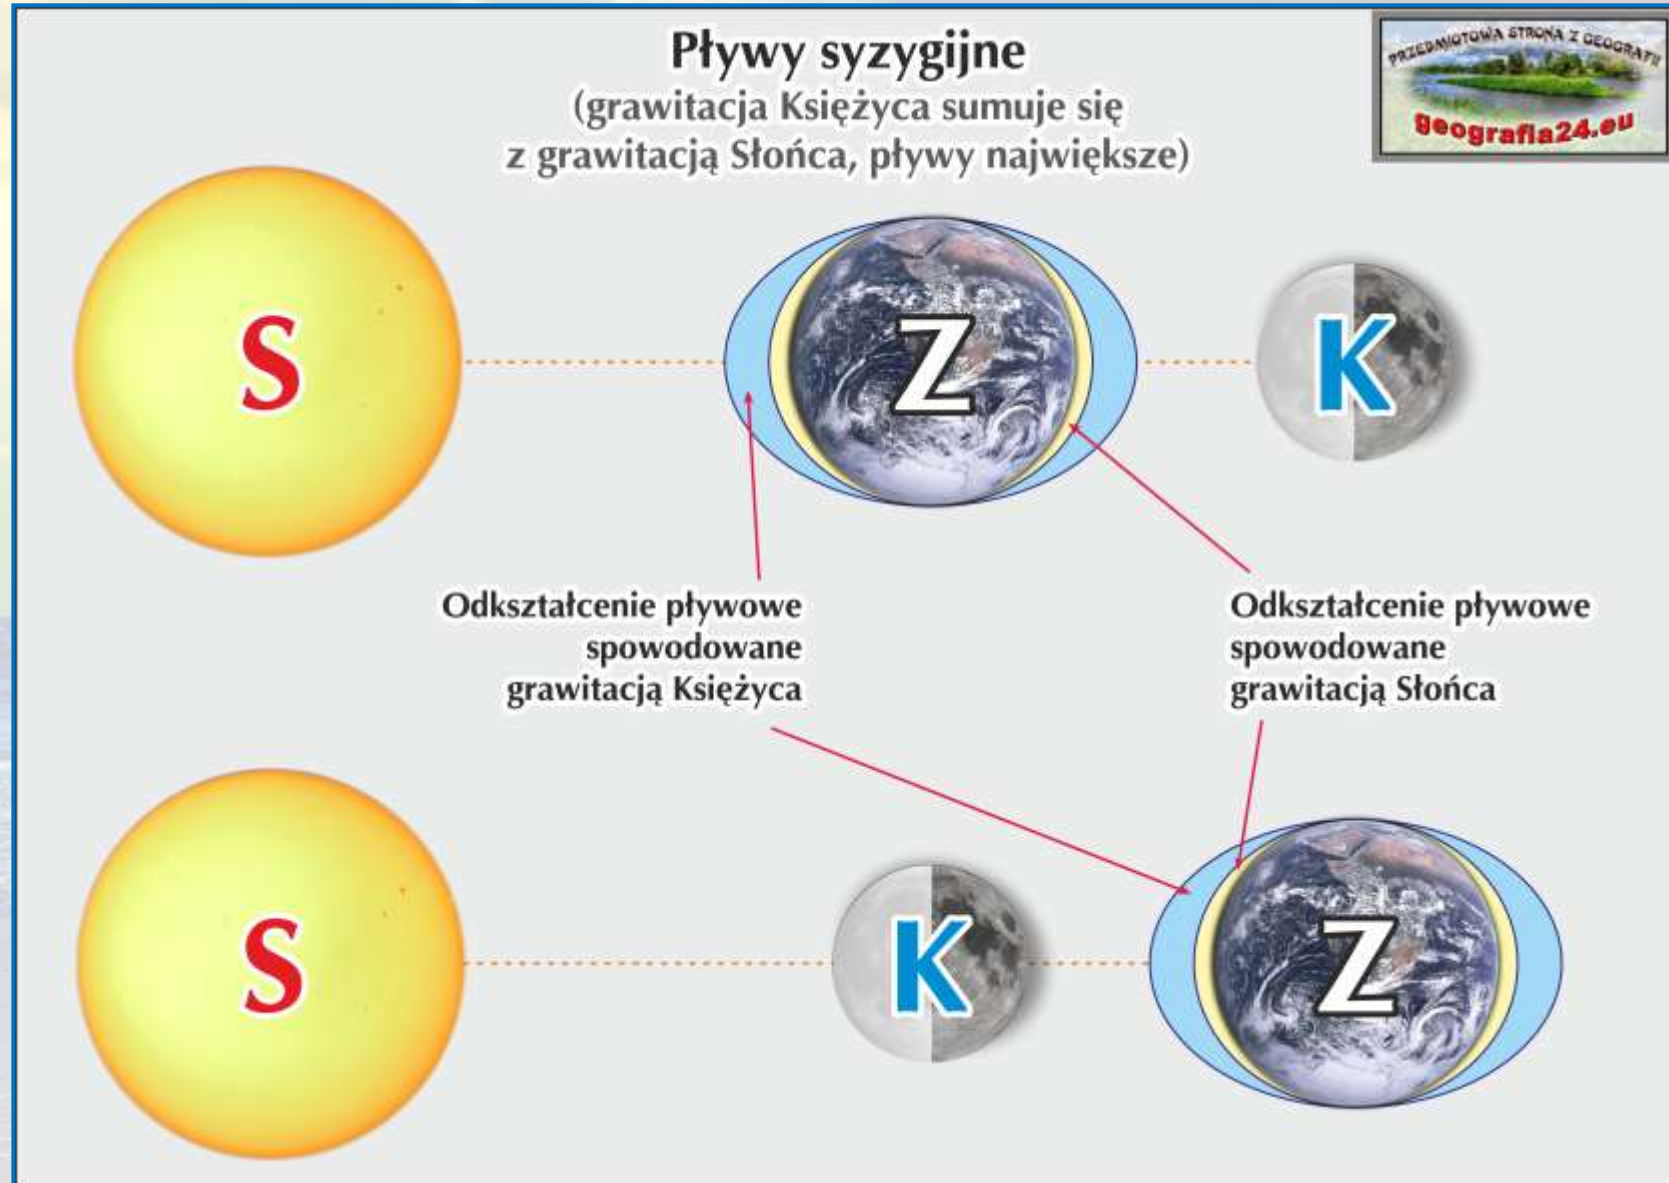 Pływy syzygijne
(grawitacja Księżyca sumuje się
z grawitacją Słońca, pływy największe)
PRZEDMIOTOWA STRONA Z GEOGRAFII
geografia24.eu
S
Z
K
Odkształcenie pływowe
spowodowane
grawitacją Księżyca
Odkształcenie pływowe
spowodowane
grawitacją Słońca
S
K
Z